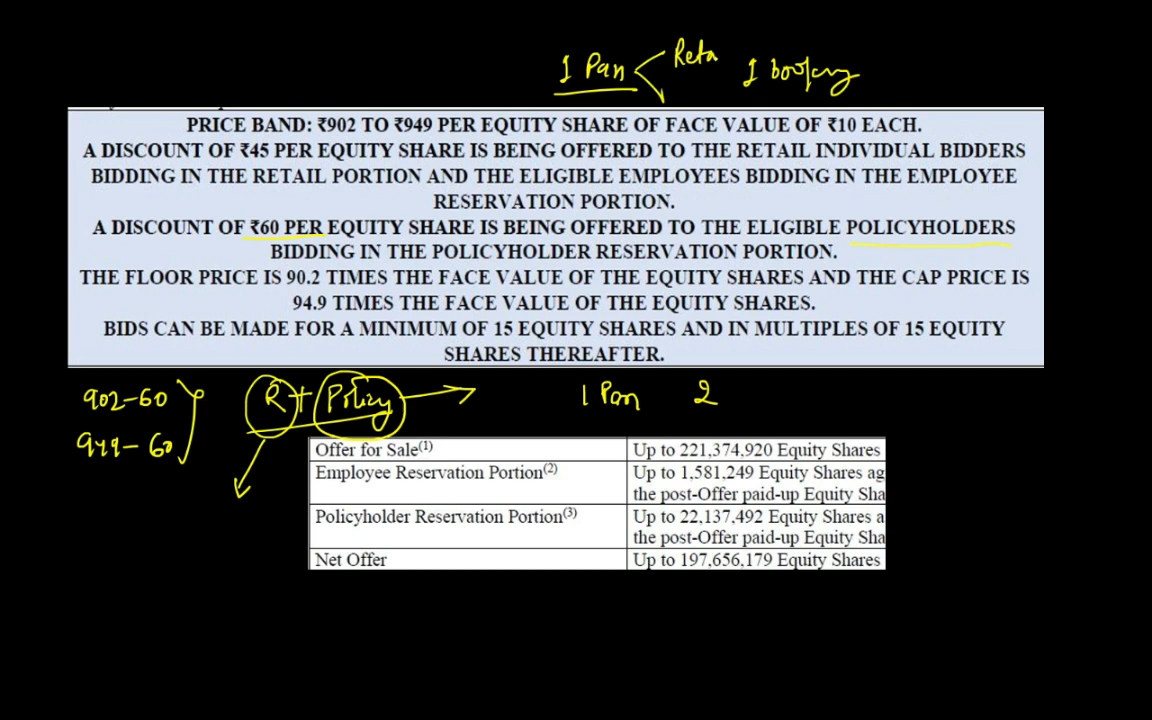 1 Pan Reta 1 
PRICE BAND: ₹902 TO ₹949 PER EQUITY SHARE OF FACE VALUE OF ₹10 EACH.
A DISCOUNT OF ₹45 PER EQUITY SHARE IS BEING OFFERED TO THE RETAIL INDIVIDUAL BIDDERS
BIDDING IN THE RETAIL PORTION AND THE ELIGIBLE EMPLOYEES BIDDING IN THE EMPLOYEE
RESERVATION PORTION.
A DISCOUNT OF ₹60 PER EQUITY SHARE IS BEING OFFERED TO THE ELIGIBLE POLICYHOLDERS
BIDDING IN THE POLICYHOLDER RESERVATION PORTION.
THE FLOOR PRICE IS 90.2 TIMES THE FACE VALUE OF THE EQUITY SHARES AND THE CAP PRICE IS
94.9 TIMES THE FACE VALUE OF THE EQUITY SHARES.
BIDS CAN BE MADE FOR A MINIMUM OF 15 EQUITY SHARES AND IN MULTIPLES OF 15 EQUITY
SHARES THEREAFTER.
902-60 R + Policy 1 Pan 2
949-60
Offer for Sale(1) Up to 221,374,920 Equity Shares
Employee Reservation Portion(2) Up to 1,581,249 Equity Shares ag
the post-Offer paid-up Equity Sha
Policyholder Reservation Portion(3) Up to 22,137,492 Equity Shares a
the post-Offer paid-up Equity Sha
Net Offer Up to 197,656,179 Equity Shares